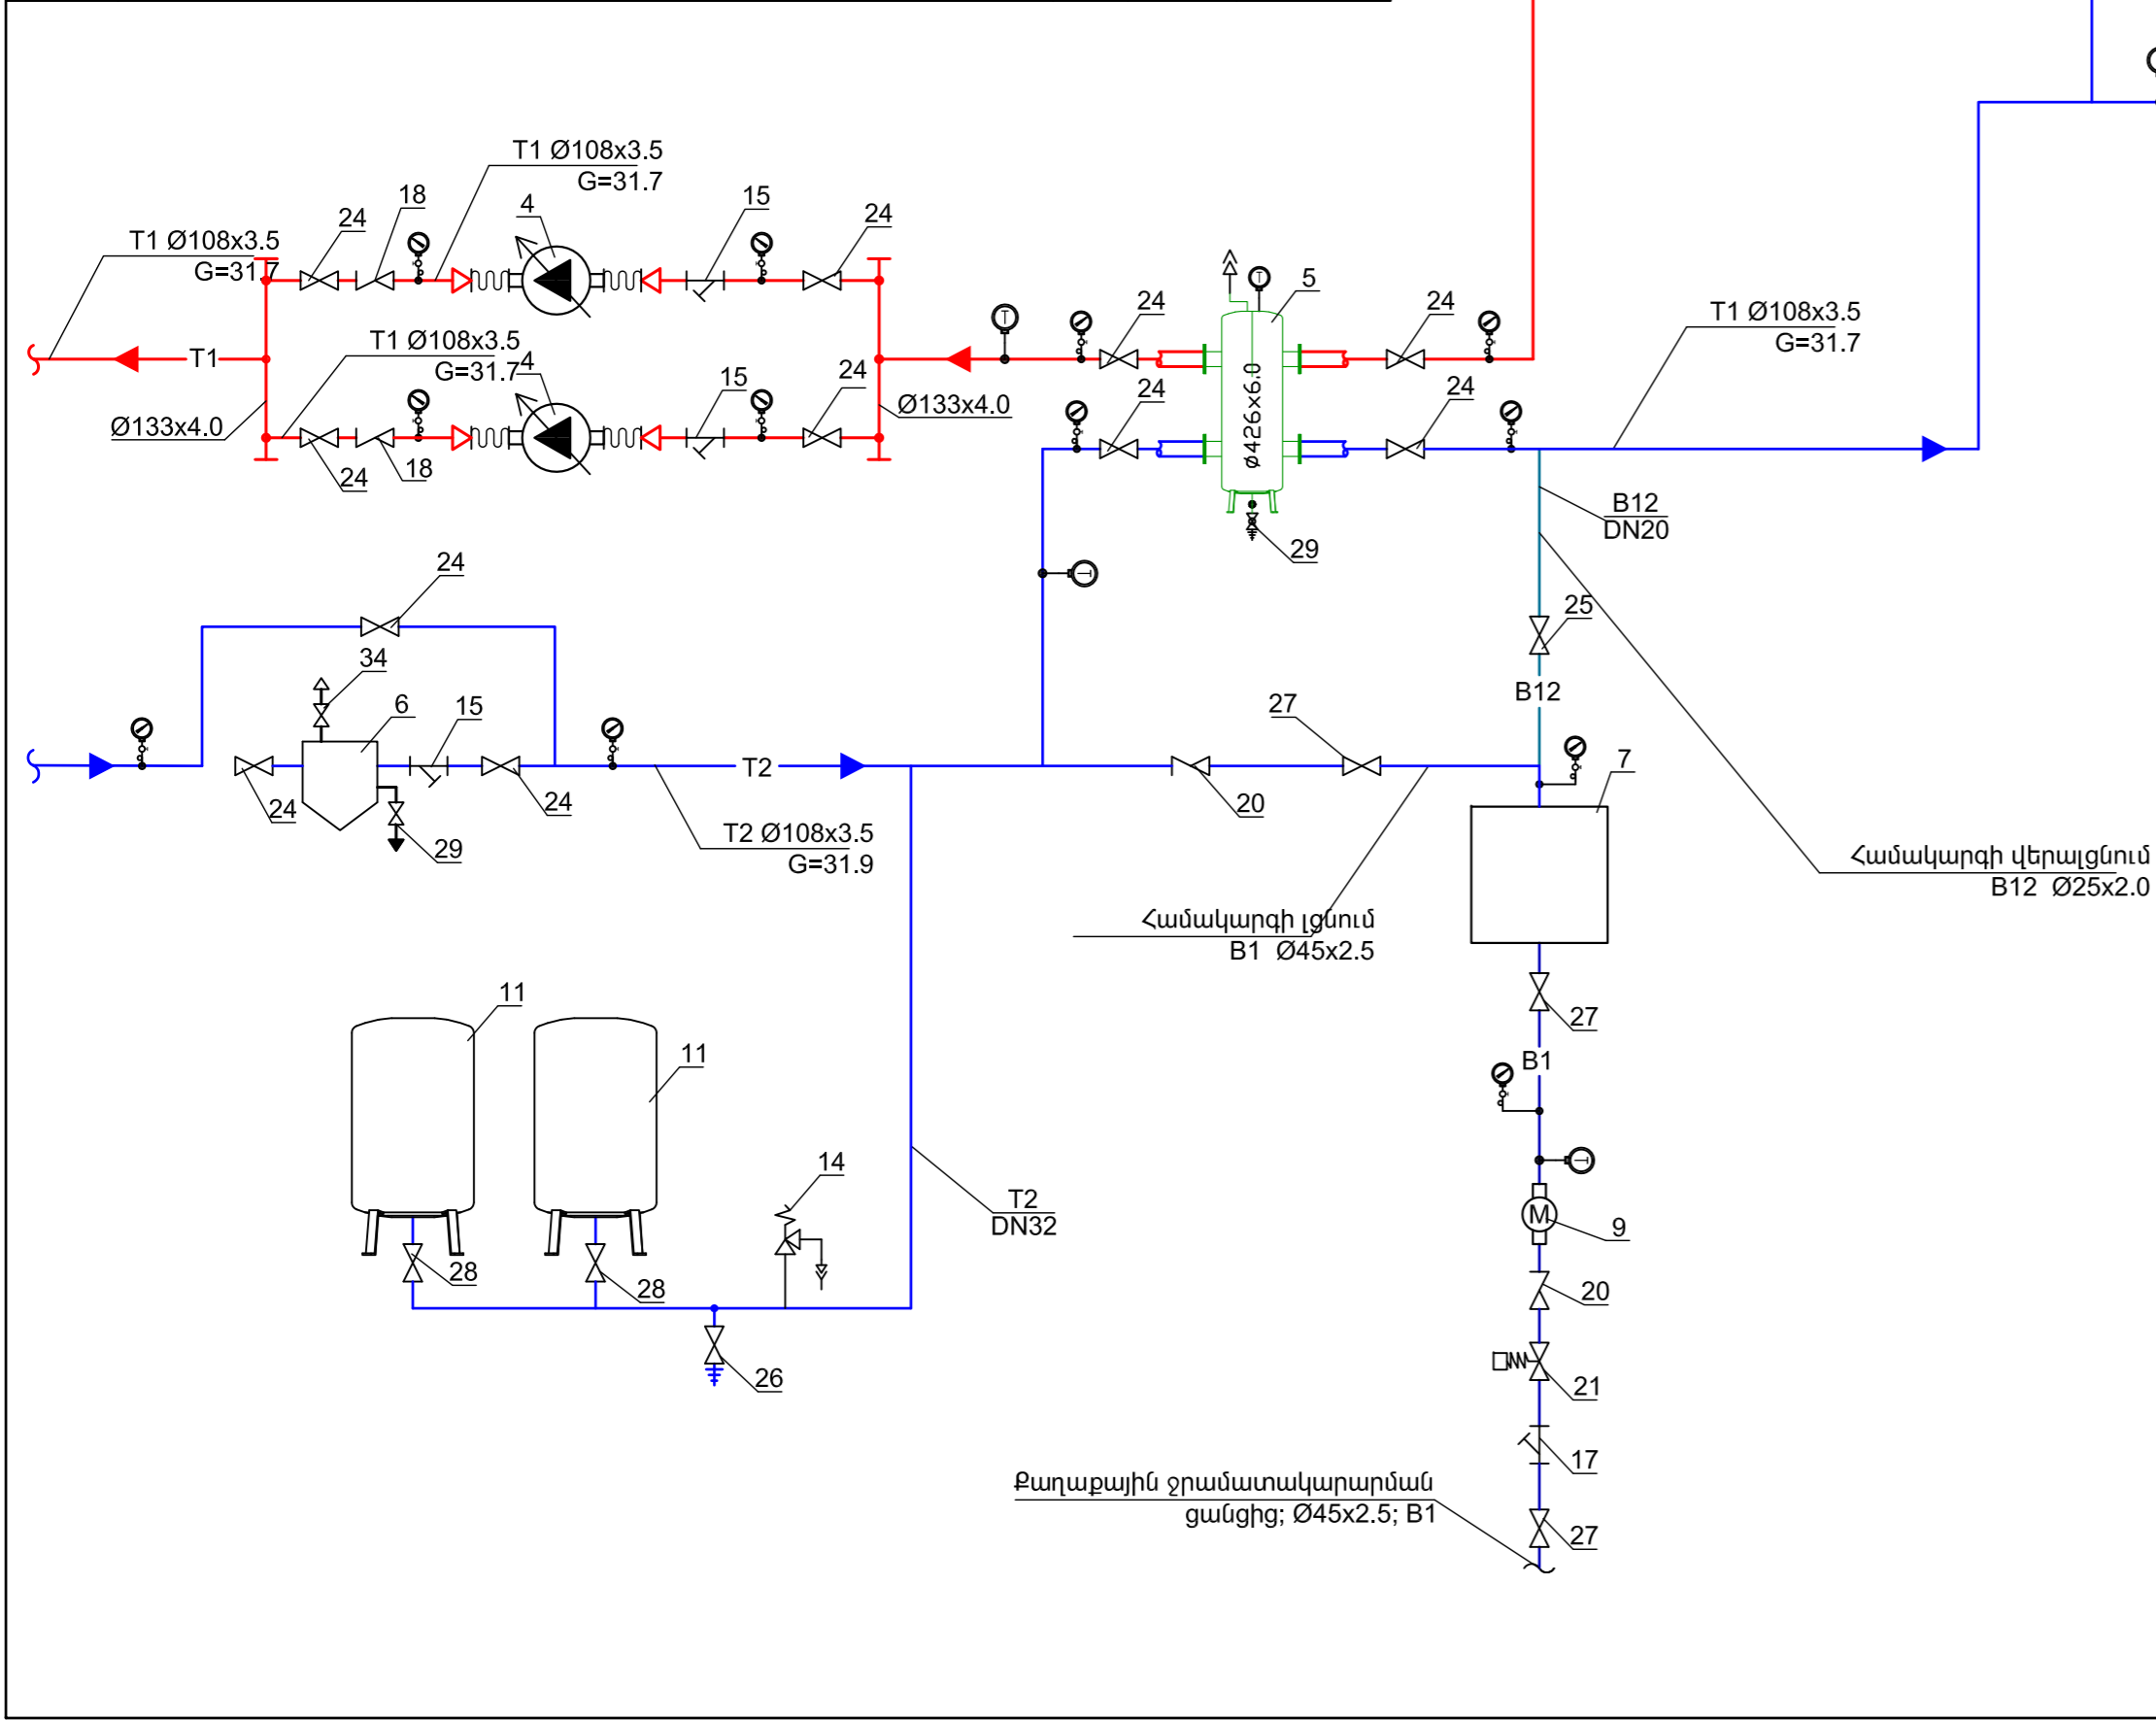 T1 Ø108x3.5
G=31.7
18
4
15
24
24
T1 Ø108x3.5
G=31.7
5
24
24
T1 Ø108x3.5
G=31.7
T1
T1 Ø108x3.5
G=31.7
4
15
24
Ø133x4.0
ø426x6.0
24
24
Ø133x4.0
24
18
B12
DN20
29
24
25
34
B12
6
15
27
7
T2
24
24
20
T2 Ø108x3.5
G=31.9
29
Համակարգի վերալցնում
B12 Ø25x2.0
Համակարգի լցնում
B1 Ø45x2.5
11
27
11
B1
14
T2
DN32
M
9
28
28
20
26
21
17
Քաղաքային ջրամատակարարման
ցանցից; Ø45x2.5; B1
27
T
T
T
T